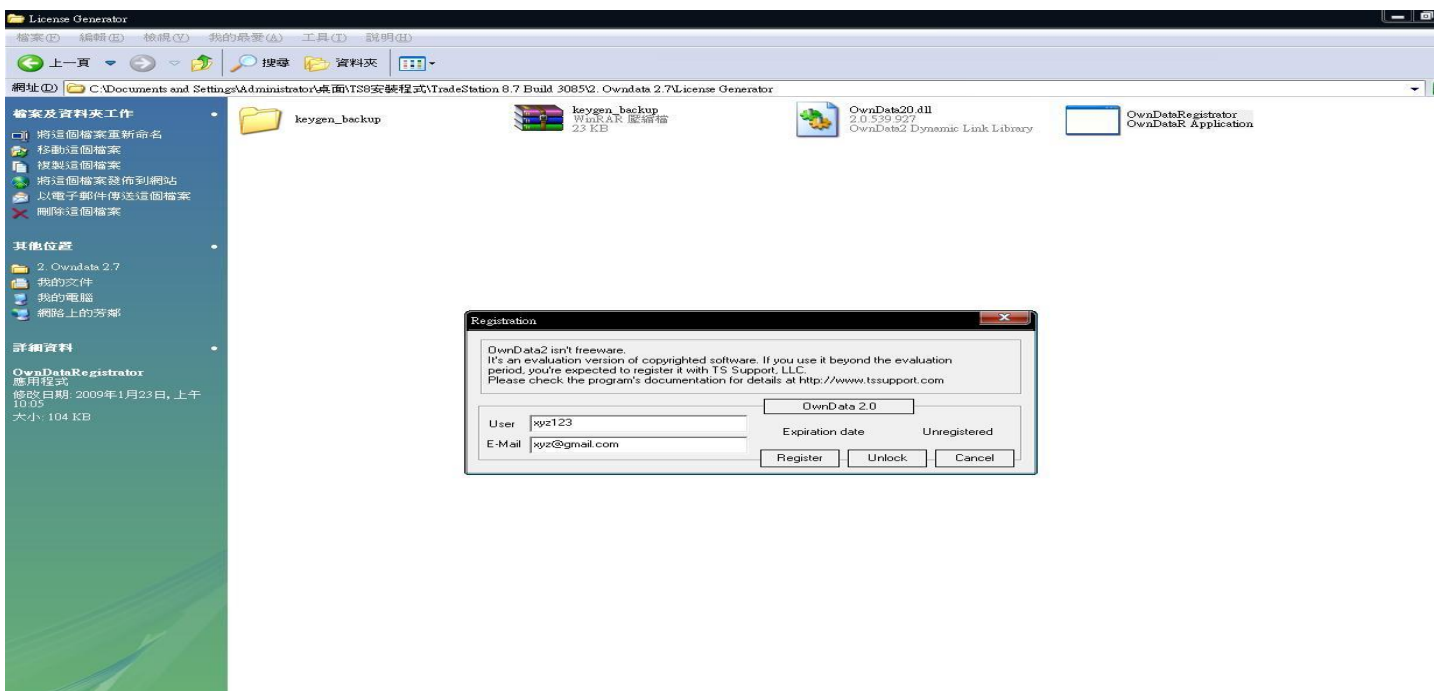 License Generator
檔案(F) 編輯(E) 檢視(V) 我的最愛(A) 工具(T) 說明(H)
上一頁 搜尋 資料夾
網址(D) C:\Documents and Settings\Administrator\桌面\TS8安裝程式\TradeStation 8.7 Build 3085\2. Owndata 2.7\License Generator
檔案及資料夾工作
將這個檔案重新命名
移動這個檔案
複製這個檔案
將這個檔案發佈到網站
以電子郵件傳送這個檔案
刪除這個檔案
其他位置
2. Owndata 2.7
我的文件
我的電腦
網路上的芳鄰
詳細資料
OwnDataRegistrator
應用程式
修改日期: 2009年1月23日, 上午
10:05
大小: 104 KB
keygen_backup
keygen_backup
WinRAR 壓縮檔
23 KB
OwnData20.dll
2.0.539.927
OwnData2 Dynamic Link Library
OwnDataRegistrator
OwnDataR Application
Registration
OwnData2 isn't freeware.
It's an evaluation version of copyrighted software. If you use it beyond the evaluation
period, you're expected to register it with TS Support, LLC.
Please check the program's documentation for details at http://www.tssupport.com
OwnData 2.0
User xyz123
Expiration date Unregistered
E-Mail xyz@gmail.com
Register Unlock Cancel